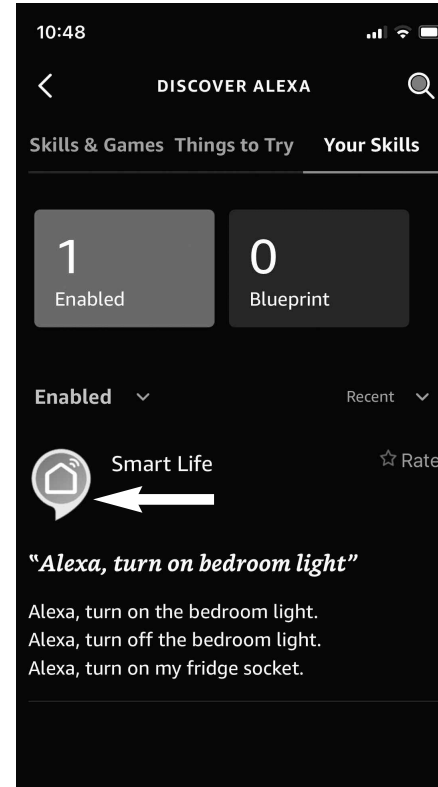 10:48
DISCOVER ALEXA
Skills & Games Things to Try Your Skills
1 0
Enabled Blueprint
Enabled Recent
Smart Life Rate
“Alexa, turn on bedroom light”
Alexa, turn on the bedroom light.
Alexa, turn off the bedroom light.
Alexa, turn on my fridge socket.